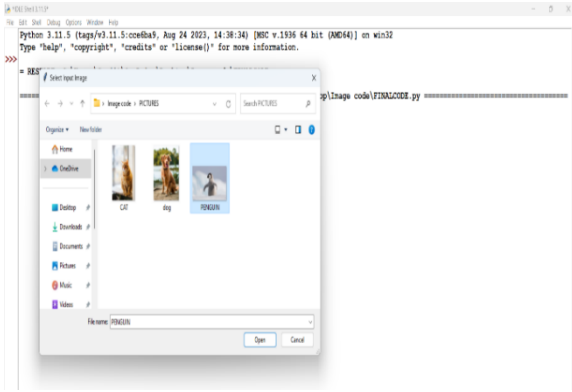 *IDLE Shell 3.11.5*
File Edit Shell Debug Options Window Help
Python 3.11.5 (tags/v3.11.5:cce6ba9, Aug 24 2023, 14:38:34) [MSC v.1936 64 bit (AMD64)] on win32
Type "help", "copyright", "credits" or "license()" for more information.
>>>
= RES
op\Image code\FINALCODE.py
Select input Image
Image code > PICTURES
Search PICTURES
Organize
New folder
Home
OneDrive
Desktop
Downloads
Documents
Pictures
Music
Videos
CAT
dog
PENGUIN
File name: PENGUIN
Open Cancel